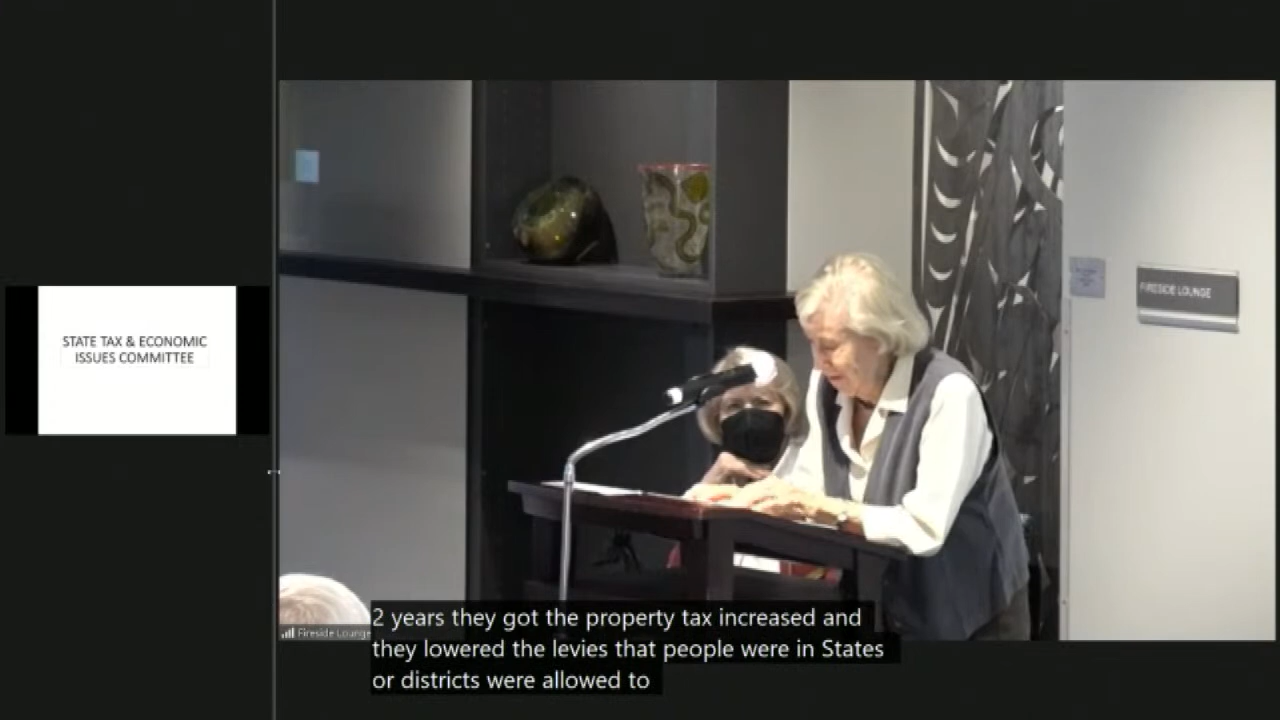 STATE TAX & ECONOMIC
ISSUES COMMITTEE
FIRESIDE LOUNGE
Fireside Lounge
2 years they got the property tax increased and
they lowered the levies that people were in States
or districts were allowed to